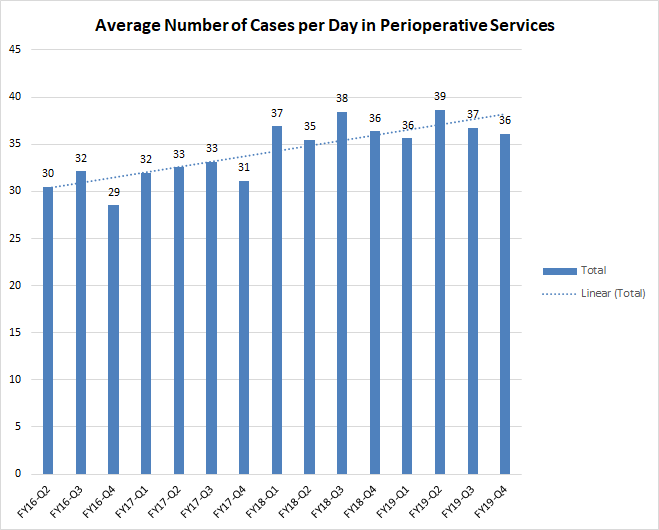 Average Number of Cases per Day in Perioperative Services
45
40
35
30
25
20
15
10
5
0
30
32
29
32
33
33
31
37
35
38
36
36
39
37
36
FY16-Q2
FY16-Q3
FY16-Q4
FY17-Q1
FY17-Q2
FY17-Q3
FY17-Q4
FY18-Q1
FY18-Q2
FY18-Q3
FY18-Q4
FY19-Q1
FY19-Q2
FY19-Q3
FY19-Q4
Total
Linear (Total)